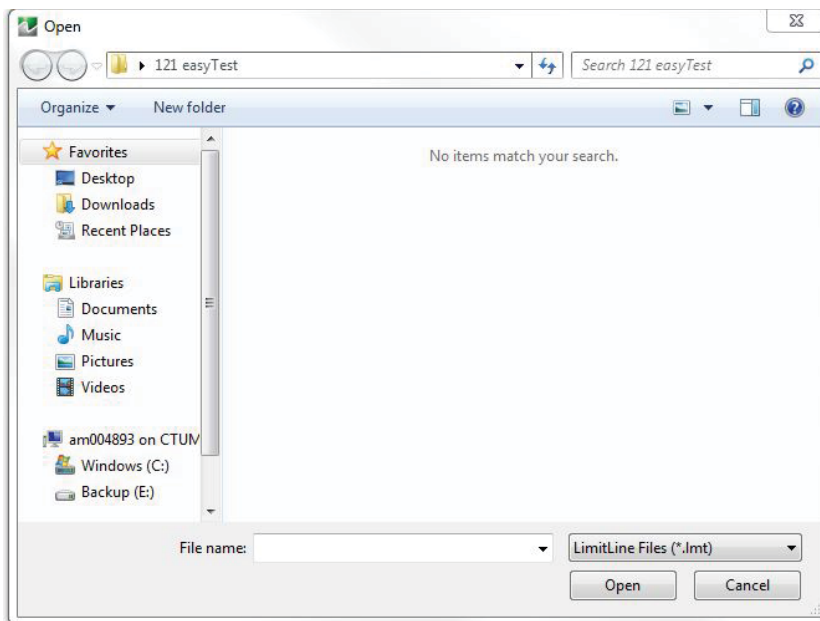 Open
121 easyTest
Search 121 easyTest
Organize
New folder
Favorites
Desktop
Downloads
Recent Places
Libraries
Documents
Music
Pictures
Videos
am004893 on CTUM
Windows (C:)
Backup (E:)
No items match your search.
File name:
LimitLine Files (*.lmt)
Open
Cancel